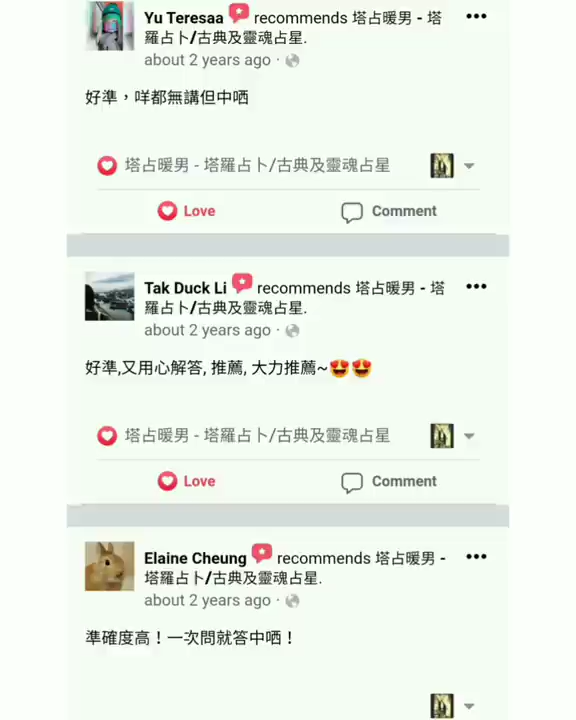 Yu Teresaa recommends 塔占暖男 - 塔
羅占卜/古典及靈魂占星.
about 2 years ago ·
好準，咩都無講但中哂
塔占暖男 - 塔羅占卜/古典及靈魂占星
Love Comment
Tak Duck Li recommends 塔占暖男 - 塔
羅占卜/古典及靈魂占星.
about 2 years ago ·
好準,又用心解答, 推薦, 大力推薦~😍😍
塔占暖男 - 塔羅占卜/古典及靈魂占星
Love Comment
Elaine Cheung recommends 塔占暖男 -
塔羅占卜/古典及靈魂占星.
about 2 years ago ·
準確度高！一次問就答中哂！